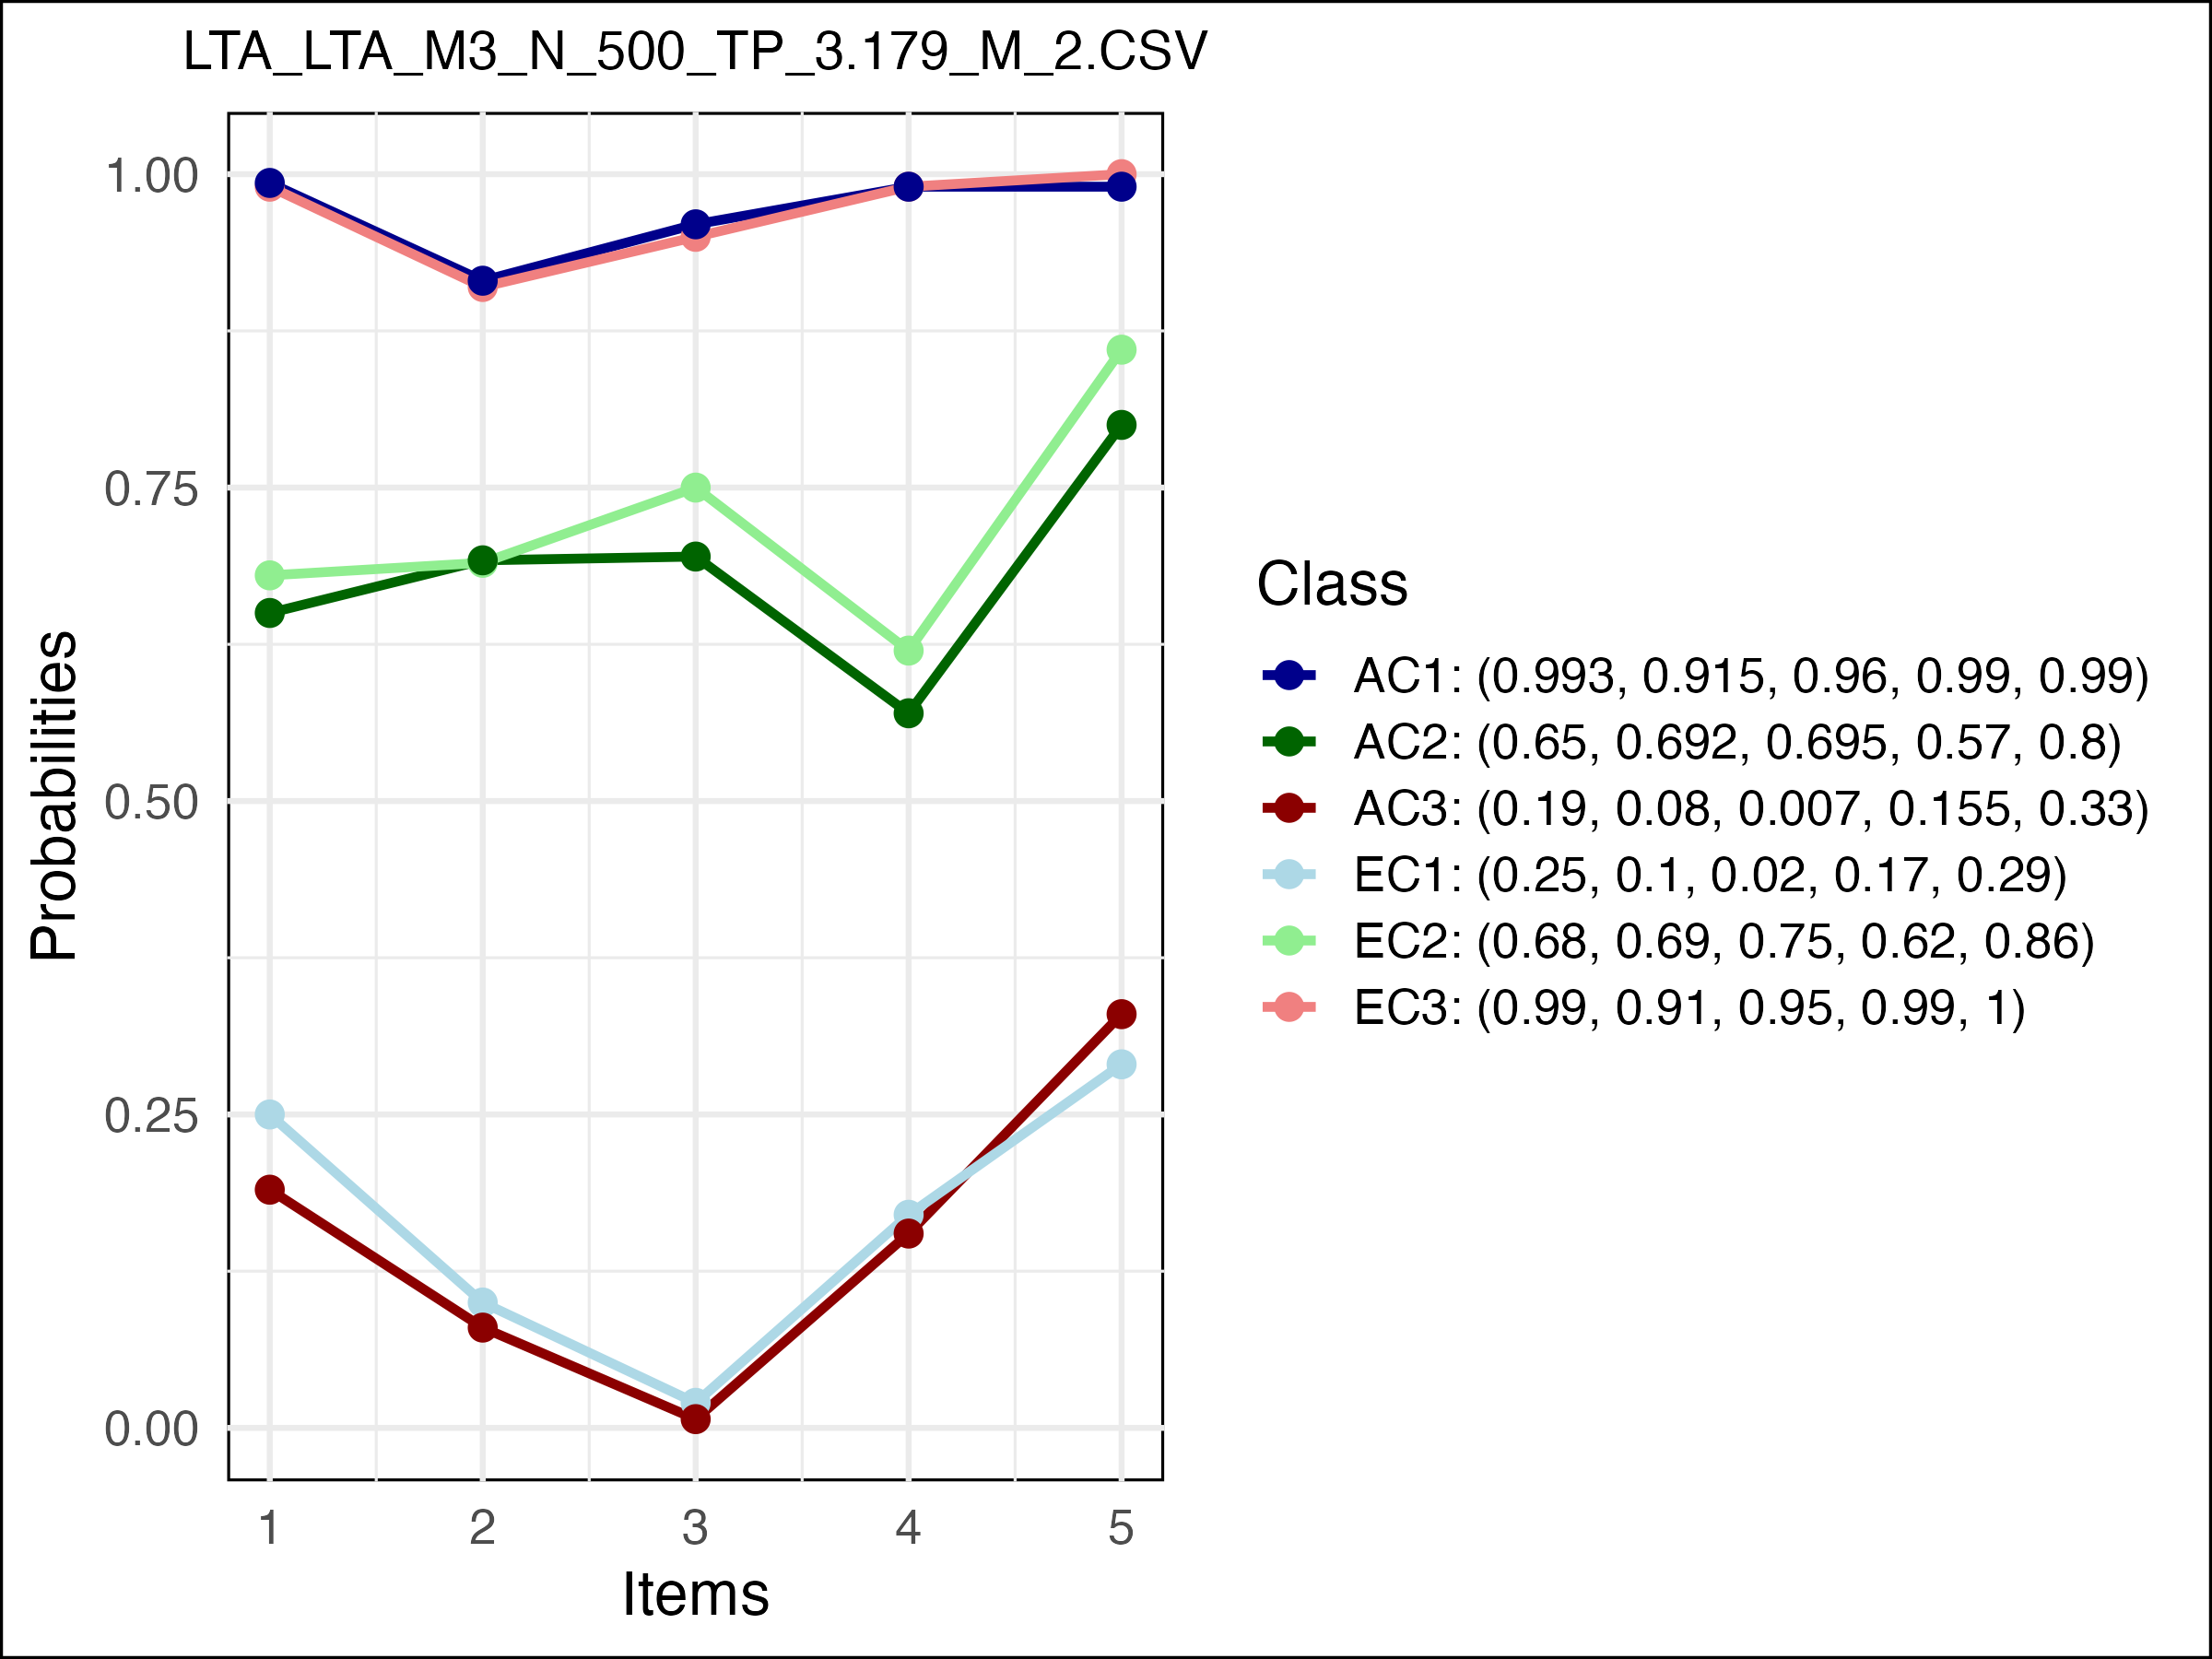 LTA_LTA_M3_N_500_TP_3.179_M_2.CSV
1.00
0.75
0.50
0.25
0.00
Probabilities
1 2 3 4 5
Items
Class
AC1: (0.993, 0.915, 0.96, 0.99, 0.99)
AC2: (0.65, 0.692, 0.695, 0.57, 0.8)
AC3: (0.19, 0.08, 0.007, 0.155, 0.33)
EC1: (0.25, 0.1, 0.02, 0.17, 0.29)
EC2: (0.68, 0.69, 0.75, 0.62, 0.86)
EC3: (0.99, 0.91, 0.95, 0.99, 1)